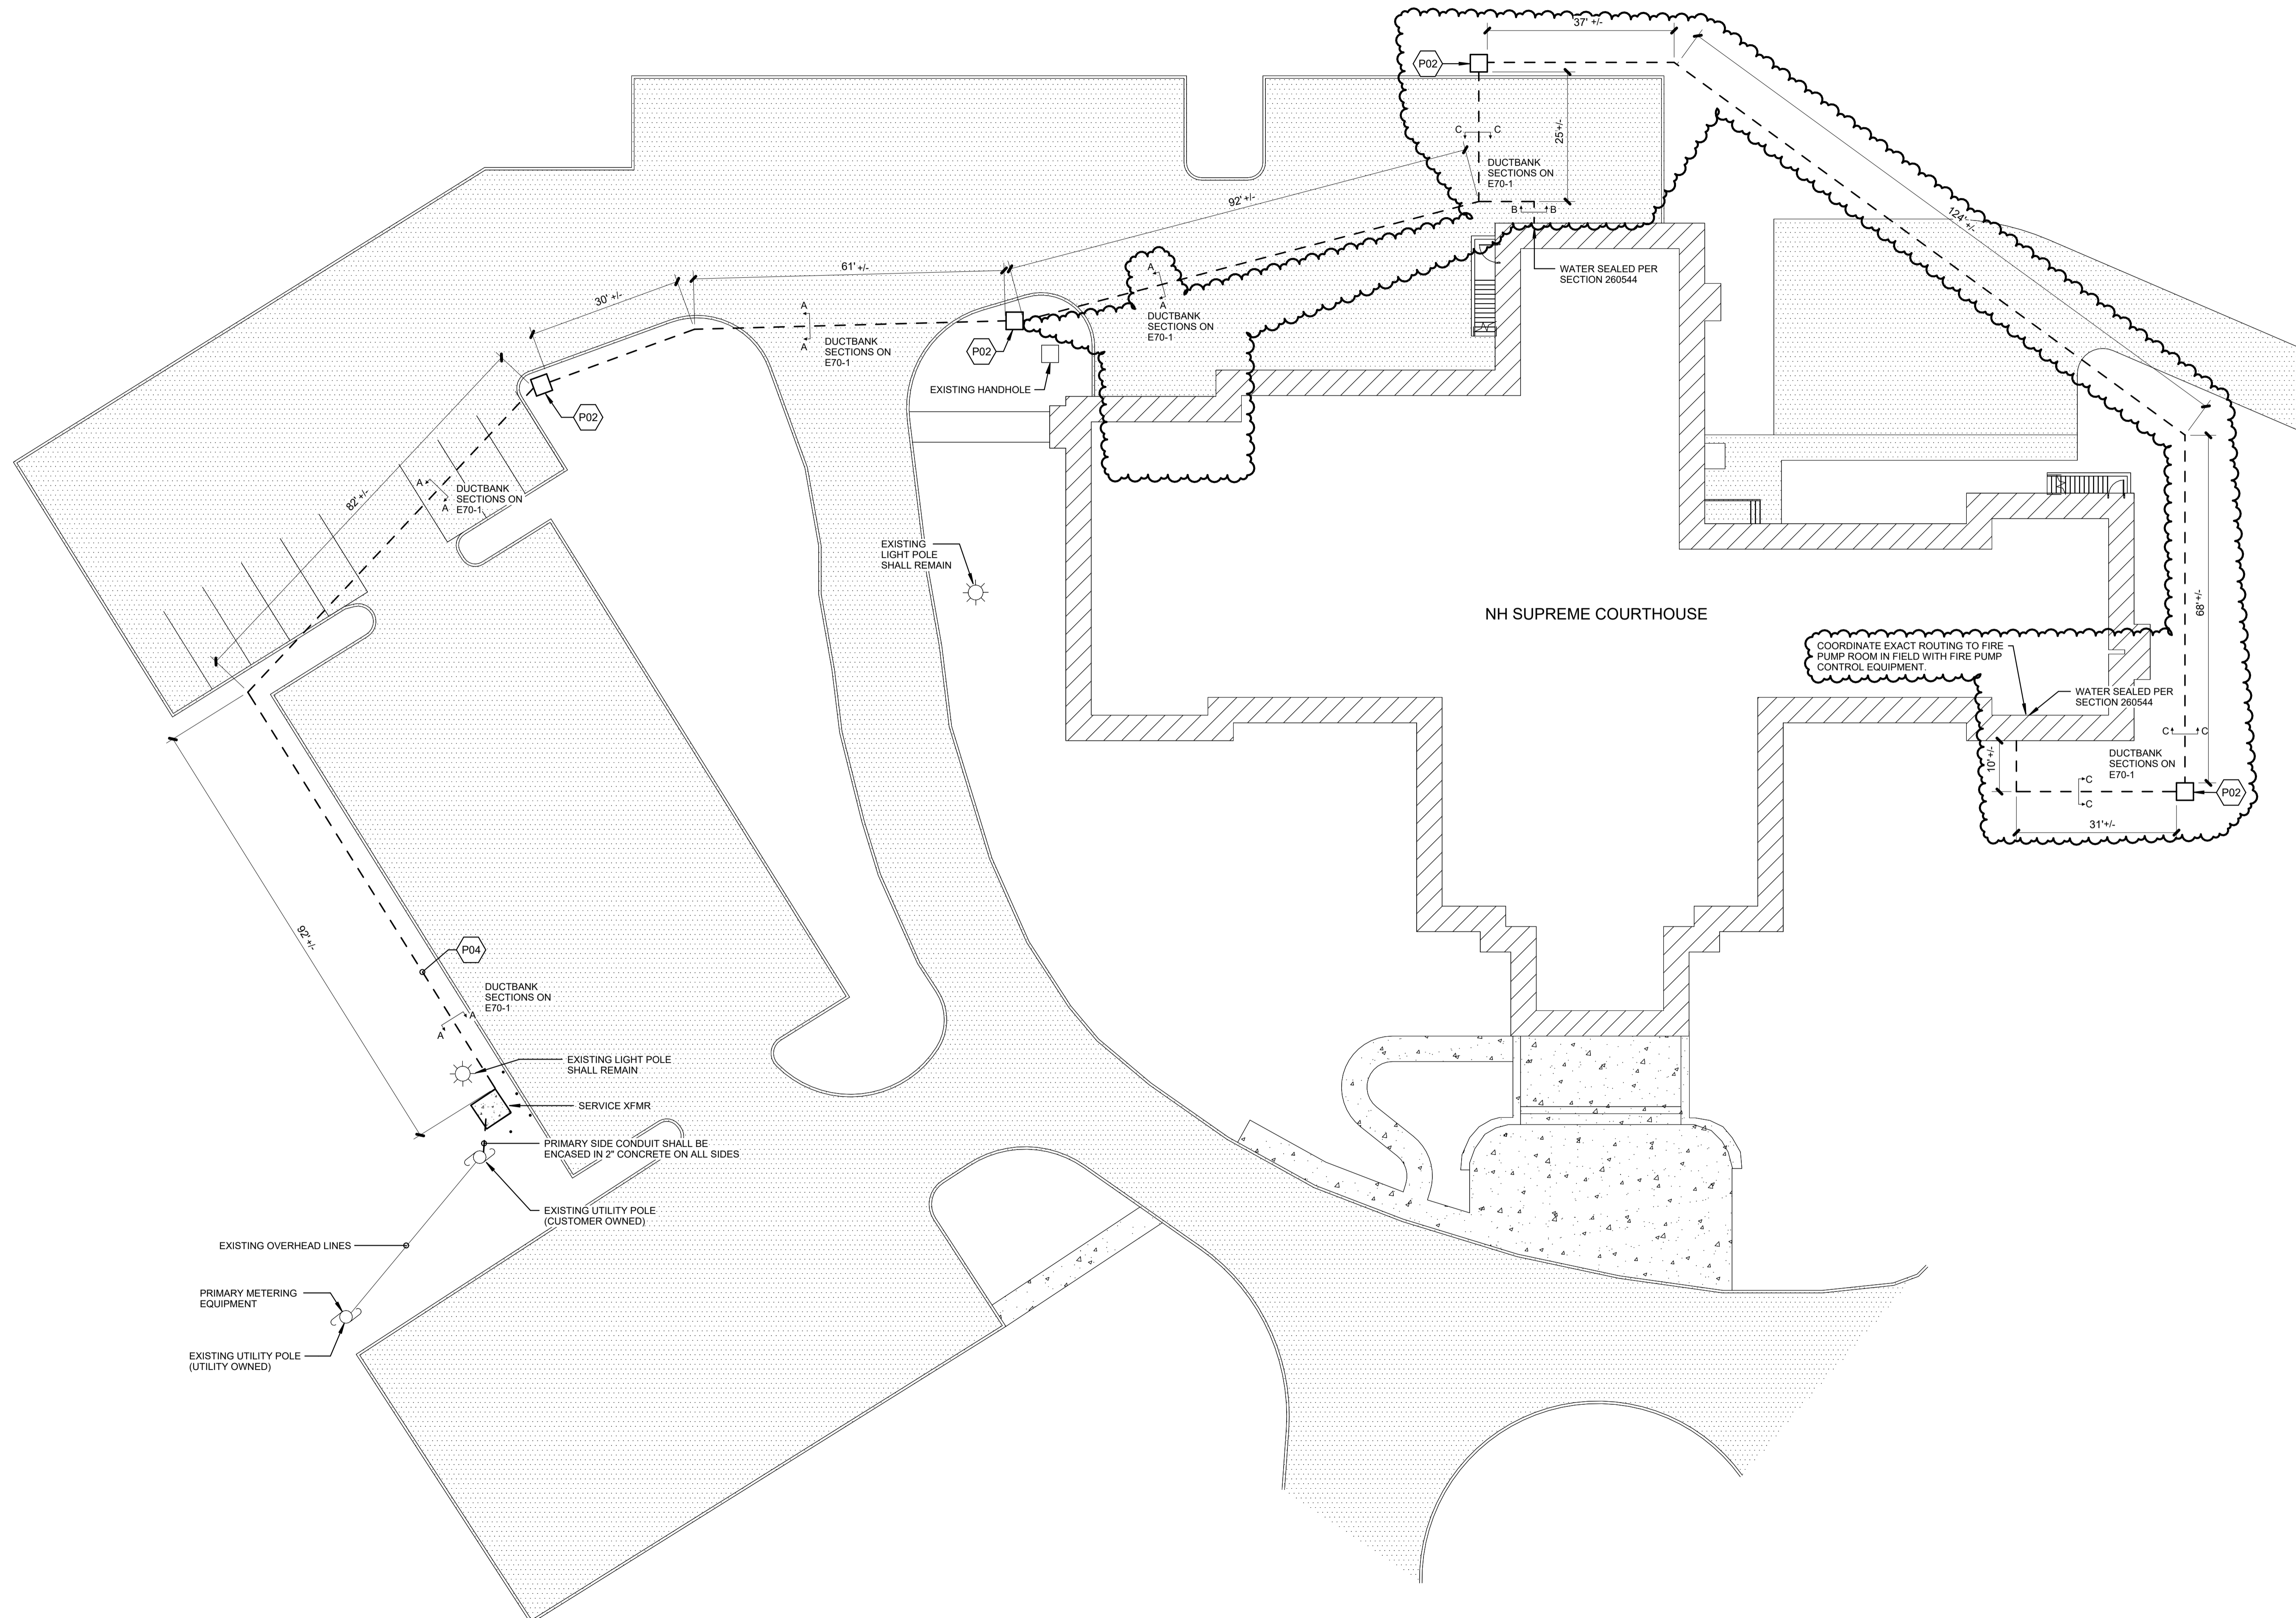 37' +/-
P02
C
C
25'+/-
DUCTBANK
SECTIONS ON
E70-1
92' +/-
B
B
124' +/-
WATER SEALED PER
SECTION 260544
61' +/-
30' +/-
A
A
DUCTBANK
SECTIONS ON
E70-1
A
A
DUCTBANK
SECTIONS ON
E70-1
P02
EXISTING HANDHOLE
P02
82' +/-
A
A
DUCTBANK
SECTIONS ON
E70-1
EXISTING
LIGHT POLE
SHALL REMAIN
NH SUPREME COURTHOUSE
68'+/-
COORDINATE EXACT ROUTING TO FIRE
PUMP ROOM IN FIELD WITH FIRE PUMP
CONTROL EQUIPMENT.
WATER SEALED PER
SECTION 260544
C
C
DUCTBANK
SECTIONS ON
E70-1
10'+/-
C
C
P02
31'+/-
92'+/-
P04
DUCTBANK
SECTIONS ON
E70-1
A
A
EXISTING LIGHT POLE
SHALL REMAIN
SERVICE XFMR
PRIMARY SIDE CONDUIT SHALL BE
ENCASED IN 2" CONCRETE ON ALL SIDES
EXISTING UTILITY POLE
(CUSTOMER OWNED)
EXISTING OVERHEAD LINES
PRIMARY METERING
EQUIPMENT
EXISTING UTILITY POLE
(UTILITY OWNED)